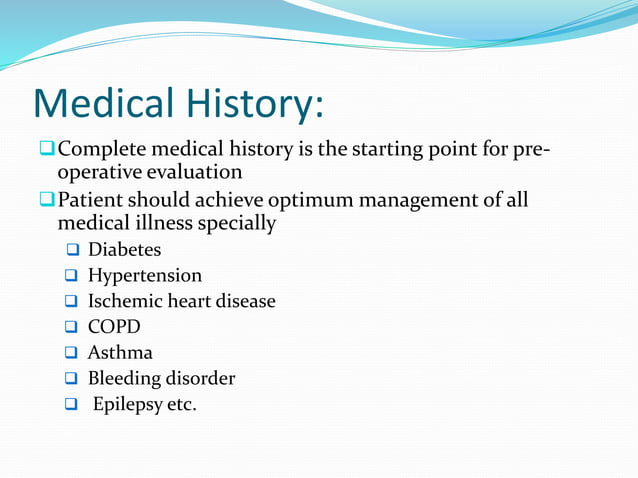 Medical History:
Complete medical history is the starting point for pre-
operative evaluation
Patient should achieve optimum management of all
medical illness specially
Diabetes
Hypertension
Ischemic heart disease
COPD
Asthma
Bleeding disorder
Epilepsy etc.